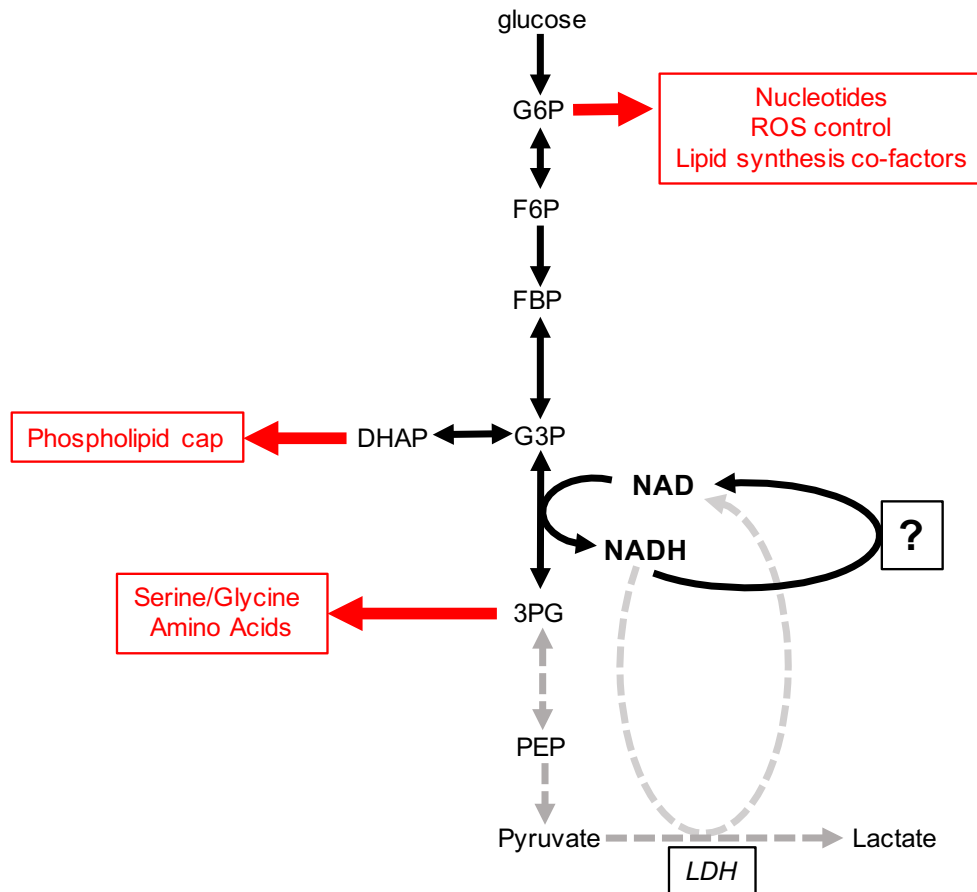 glucose
G6P
Nucleotides
ROS control
Lipid synthesis co-factors
F6P
FBP
Phospholipid cap
DHAP
G3P
NAD
NADH
?
Serine/Glycine
Amino Acids
3PG
PEP
Pyruvate
Lactate
LDH